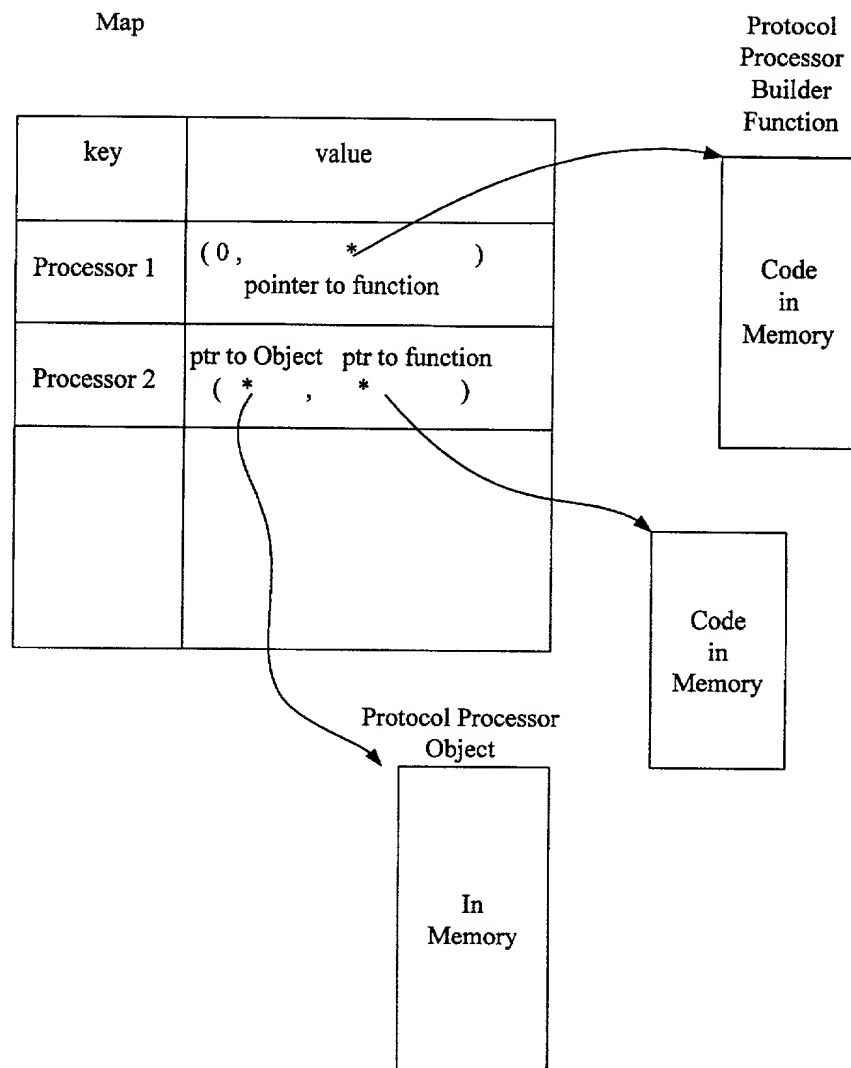 Map
Protocol
Processor
Builder
Function
key value
Processor 1 ( 0 , * )
pointer to function
Code
in
Memory
ptr to Object ptr to function
Processor 2 ( * , * )
Code
in
Memory
Protocol Processor
Object
In
Memory